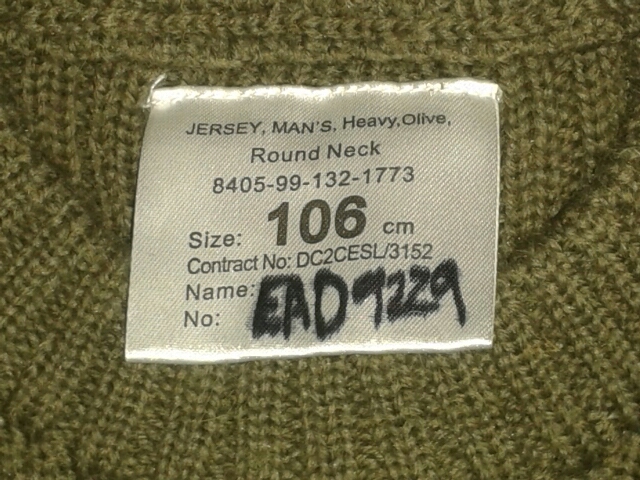 JERSEY, MAN'S, Heavy,Olive,
Round Neck
8405-99-132-1773
Size: 106 cm
Contract No: DC2CESL/3152
Name:
No: EAD9229